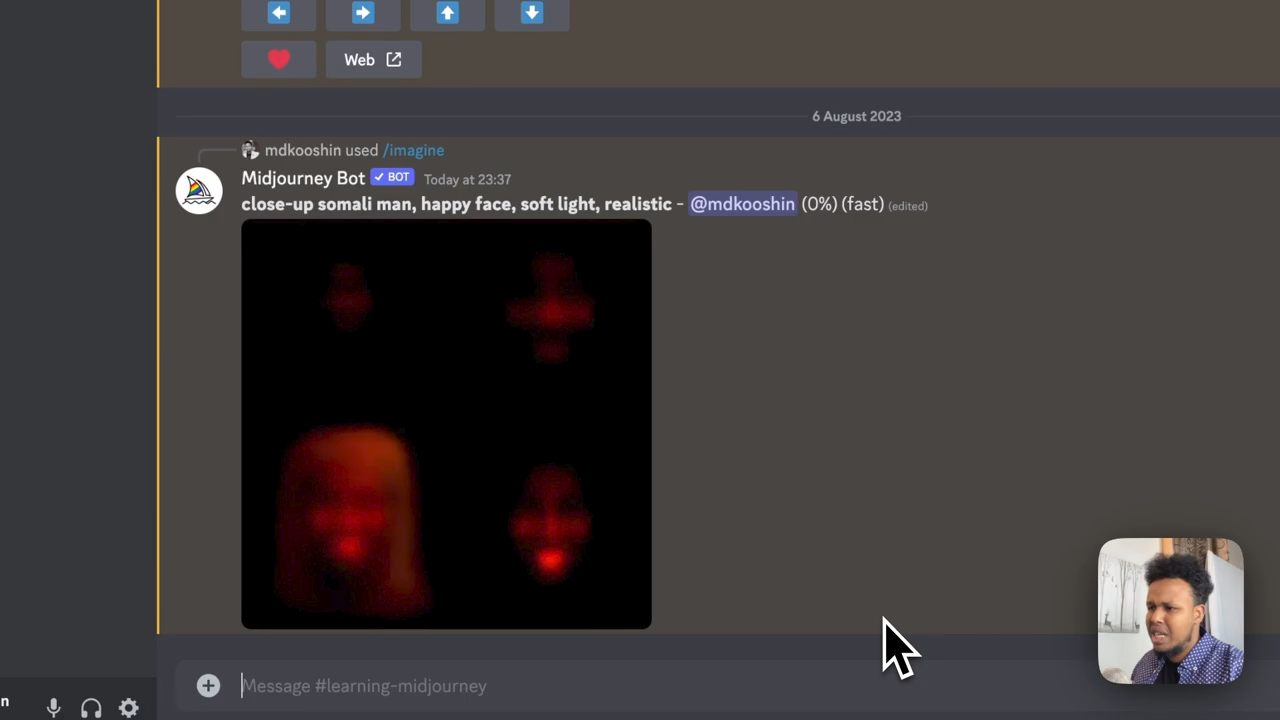 Web
6 August 2023
mdkooshin used /imagine
Midjourney Bot ✓ BOT Today at 23:37
close-up somali man, happy face, soft light, realistic - @mdkooshin (0%) (fast) (edited)
Message #learning-midjourney
n